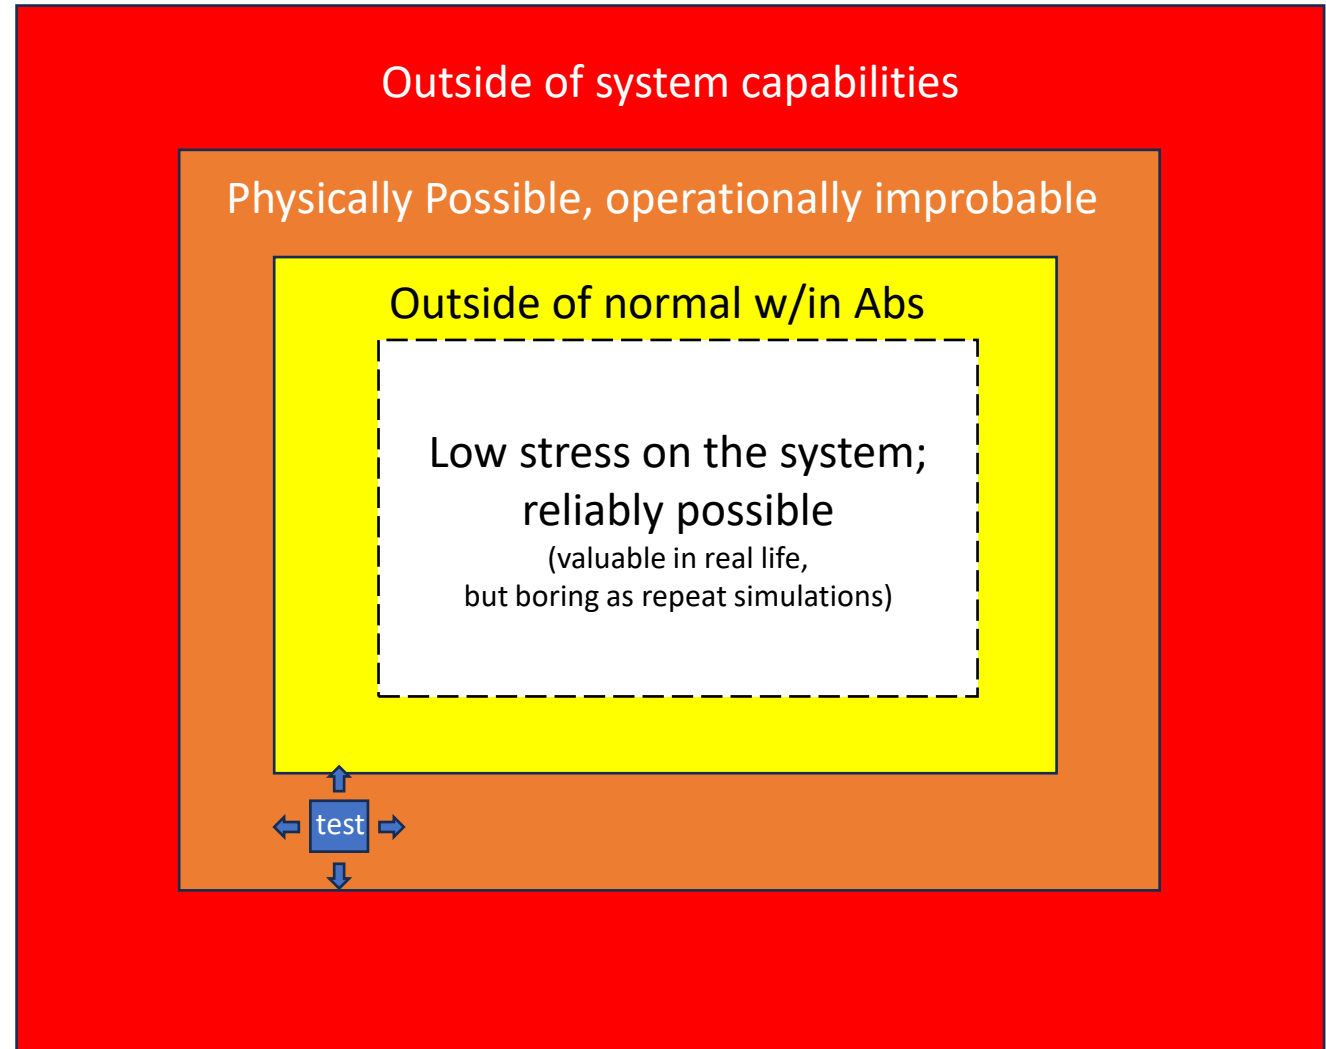 Outside of system capabilities
Physically Possible, operationally improbable
Outside of normal w/in Abs
Low stress on the system;
reliably possible
(valuable in real life,
but boring as repeat simulations)
test